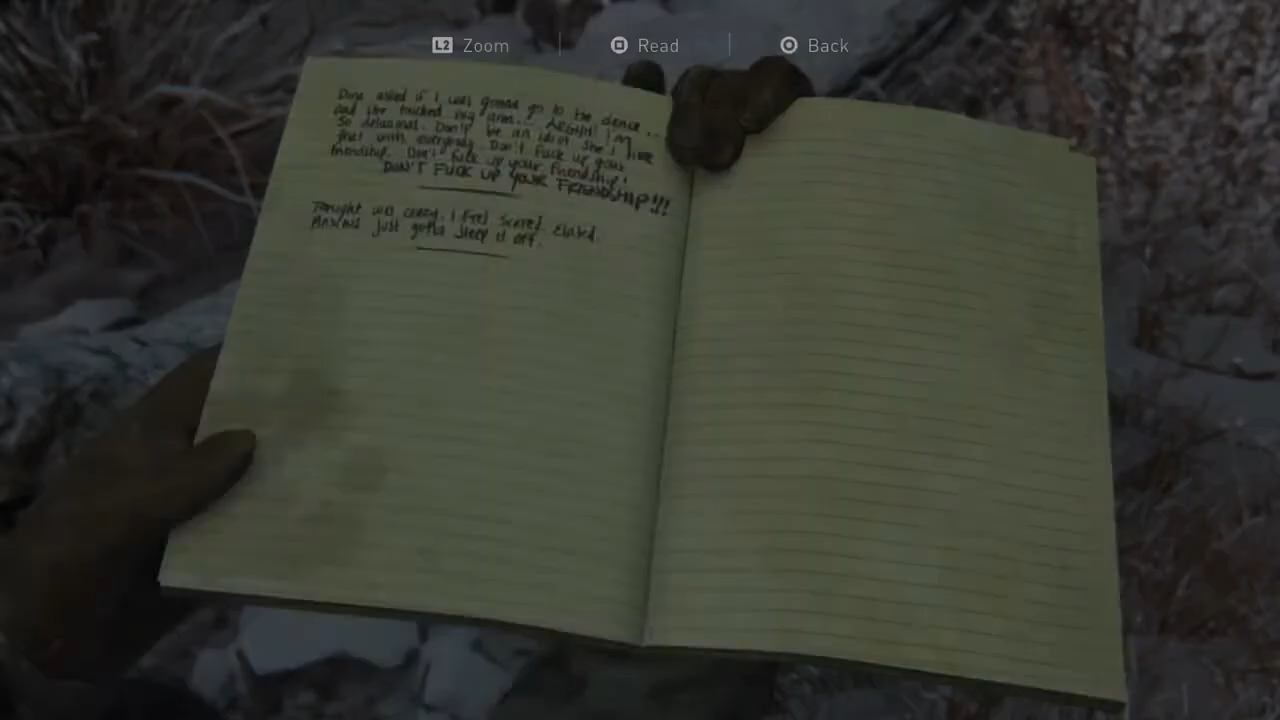 L2 Zoom Read Back
Dina asked if I was gonna go to the dance...
and she touched my arm... ARGHH! I'm
so delusional. Don't be an idiot she's like
that with everybody. Don't fuck up your
friendship. Don't fuck up your friendship!
DON'T FUCK UP YOUR FRIENDSHIP!!!
Tonight was crazy. I feel scared. Elated.
Anxious just gotta sleep it off.